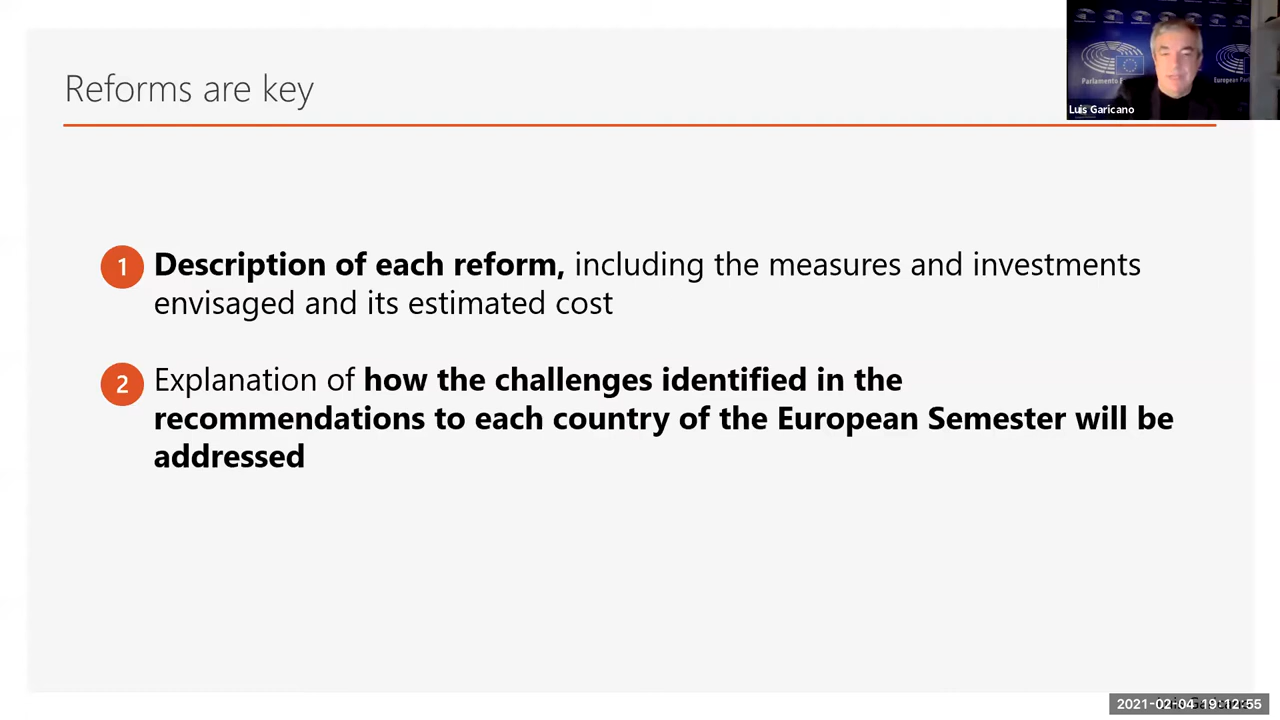 Reforms are key
Parlamento
European
Luis Garicano
1 Description of each reform, including the measures and investments
envisaged and its estimated cost
2 Explanation of how the challenges identified in the
recommendations to each country of the European Semester will be
addressed
2021-02-04 19:12:55